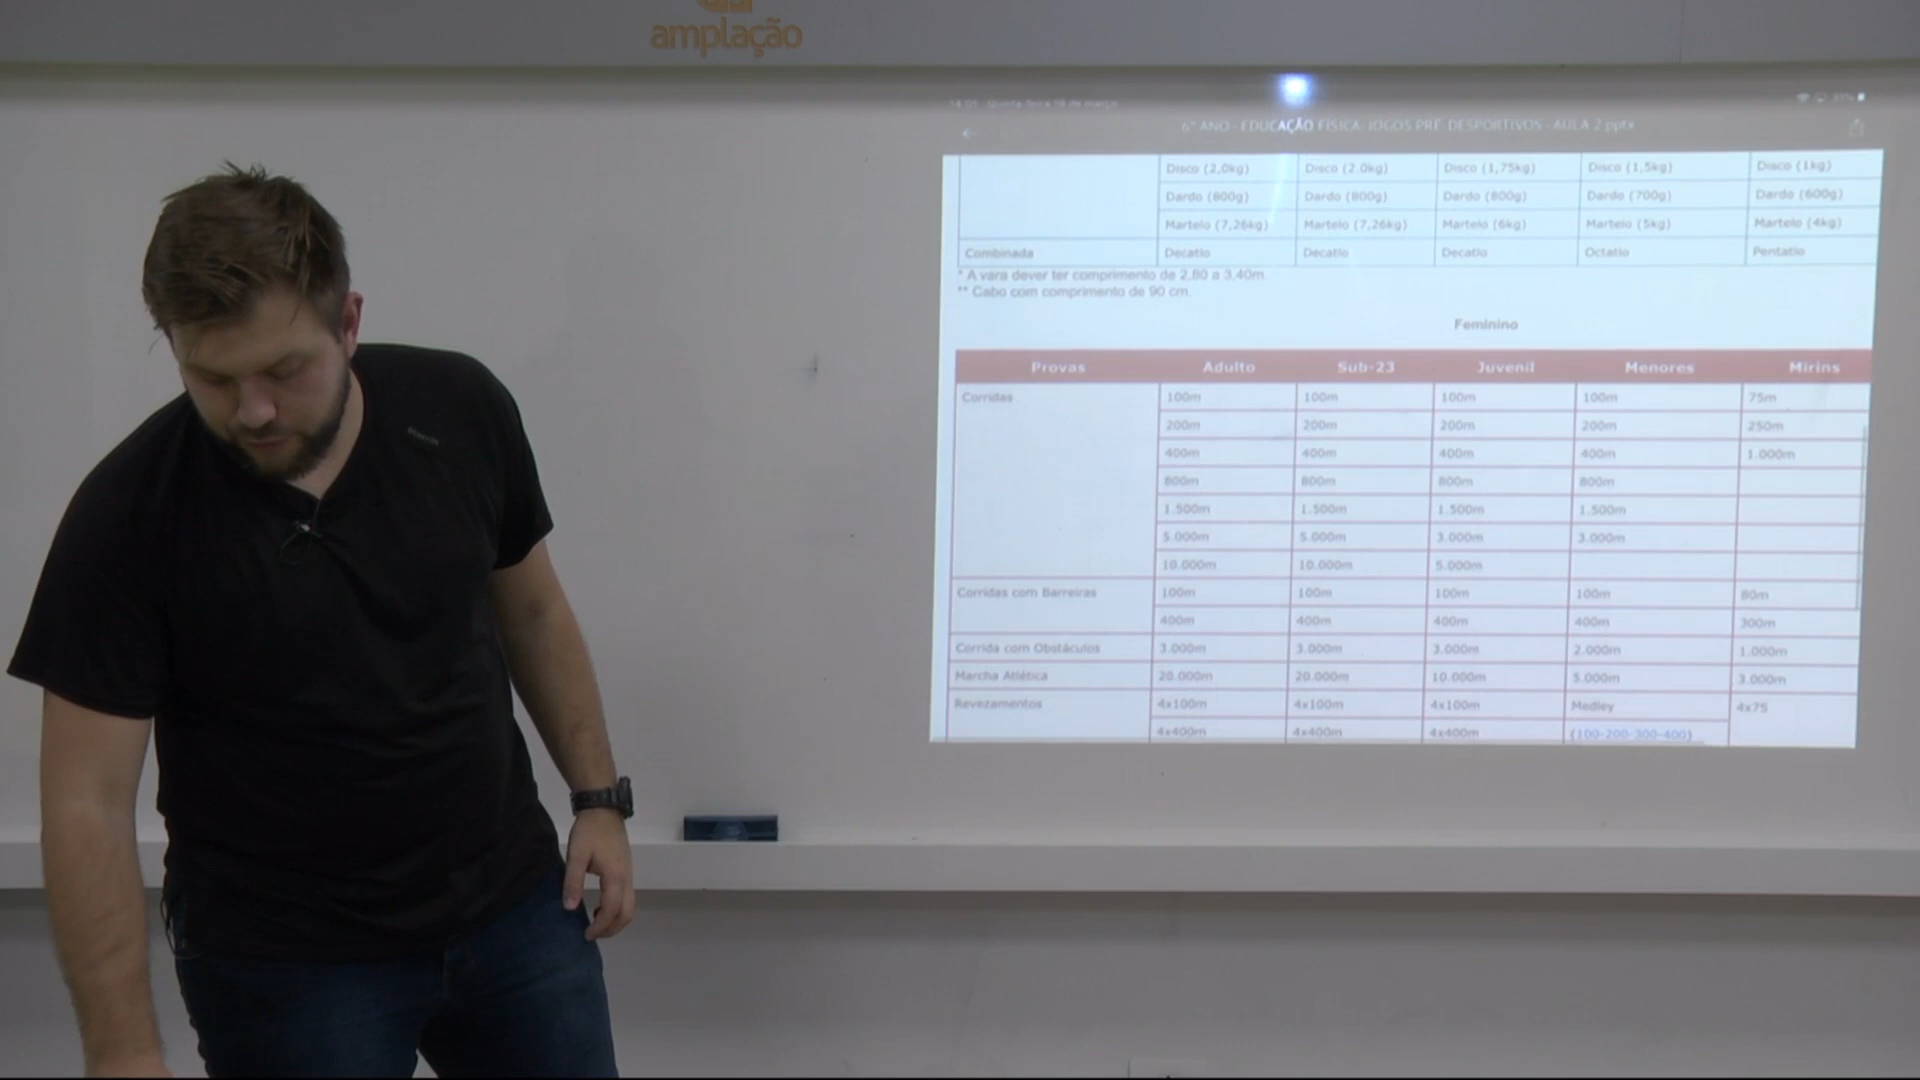 amplação
14:01 Quinta-feira 19 de março
6° ANO - EDUCAÇÃO FÍSICA- JOGOS PRÉ DESPORTIVOS - AULA 2.pptx
Disco (2,0kg) Disco (2.0kg) Disco (1,75kg) Disco (1,5kg) Disco (1kg)
Dardo (800g) Dardo (800g) Dardo (800g) Dardo (700g) Dardo (600g)
Martelo (7,26kg) Martelo (7,26kg) Martelo (6kg) Martelo (5kg) Martelo (4kg)
Combinada Decatlo Decatlo Decatlo Octatlo Pentatlo
* A vara dever ter comprimento de 2,80 a 3,40m.
** Cabo com comprimento de 90 cm.
Feminino
Provas Adulto Sub-23 Juvenil Menores Mirins
Corridas 100m 100m 100m 100m 75m
200m 200m 200m 200m 250m
400m 400m 400m 400m 1.000m
800m 800m 800m 800m
1.500m 1.500m 1.500m 1.500m
5.000m 5.000m 3.000m 3.000m
10.000m 10.000m 5.000m
Corridas com Barreiras 100m 100m 100m 100m 80m
400m 400m 400m 400m 300m
Corrida com Obstáculos 3.000m 3.000m 3.000m 2.000m 1.000m
Marcha Atlética 20.000m 20.000m 10.000m 5.000m 3.000m
Revezamentos 4x100m 4x100m 4x100m Medley 4x75
4x400m 4x400m 4x400m (100-200-300-400)